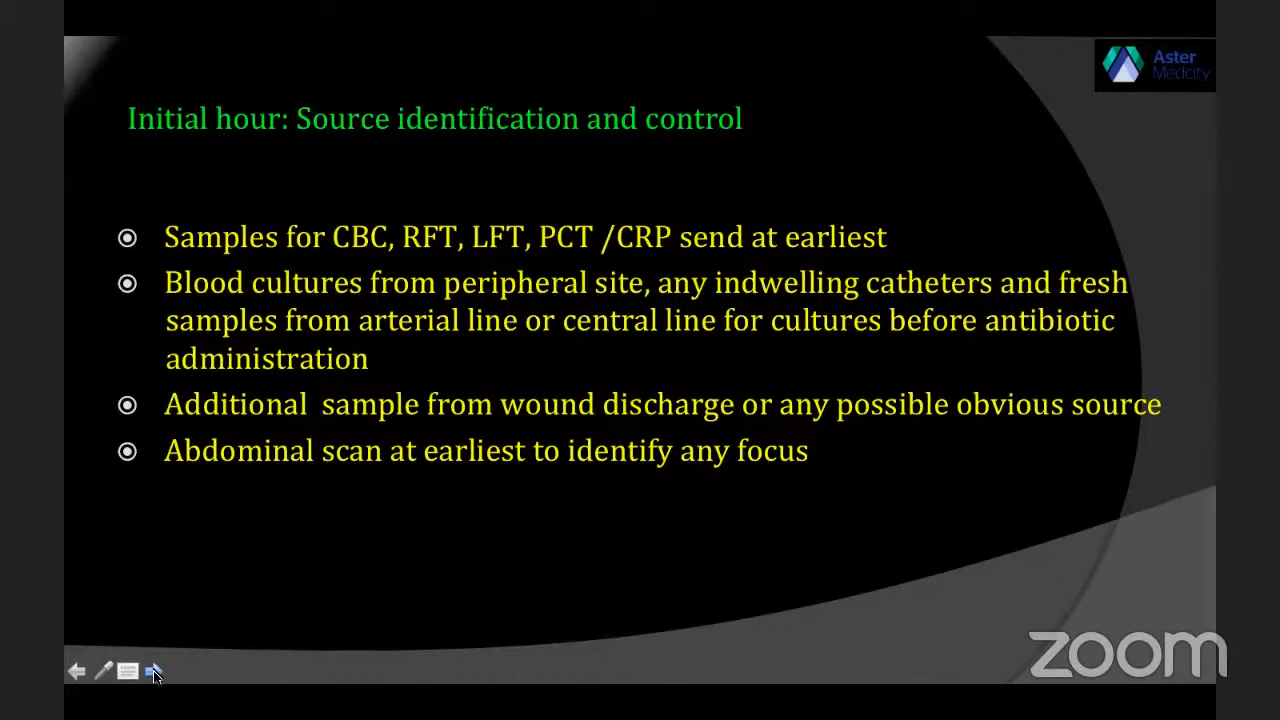 Aster
Medcity
Initial hour: Source identification and control
Samples for CBC, RFT, LFT, PCT /CRP send at earliest
Blood cultures from peripheral site, any indwelling catheters and fresh
samples from arterial line or central line for cultures before antibiotic
administration
Additional sample from wound discharge or any possible obvious source
Abdominal scan at earliest to identify any focus
zoom